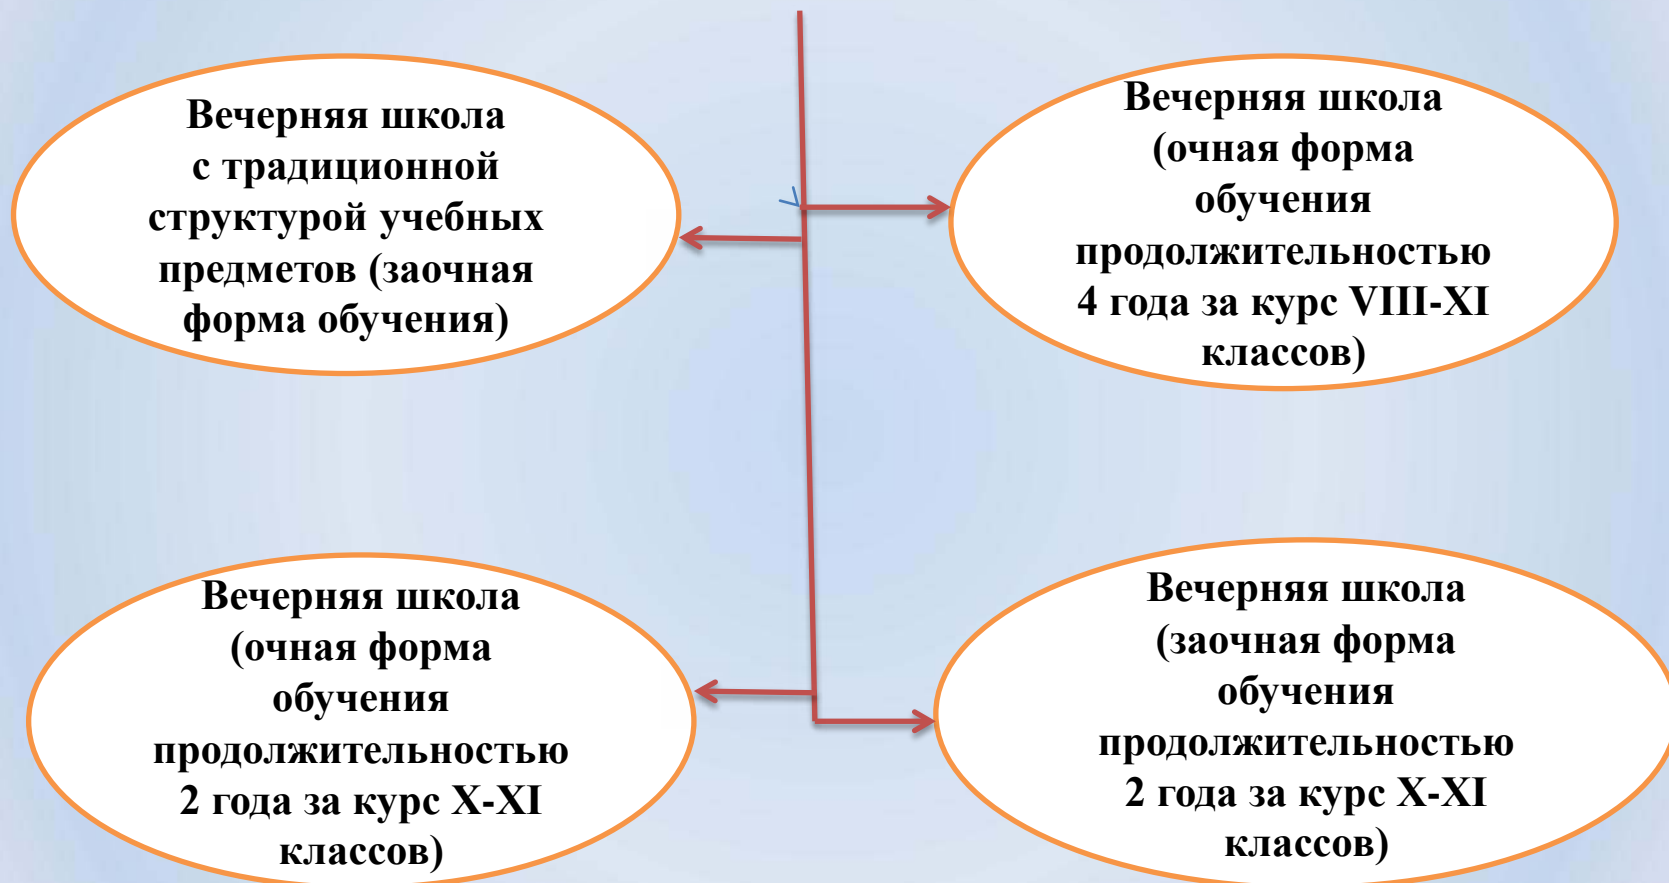 Вечерняя школа
с традиционной
структурой учебных
предметов (заочная
форма обучения)
Вечерняя школа
(очная форма
обучения
продолжительностью
4 года за курс VIII-XI
классов)
Вечерняя школа
(очная форма
обучения
продолжительностью
2 года за курс X-XI
классов)
Вечерняя школа
(заочная форма
обучения
продолжительностью
2 года за курс X-XI
классов)